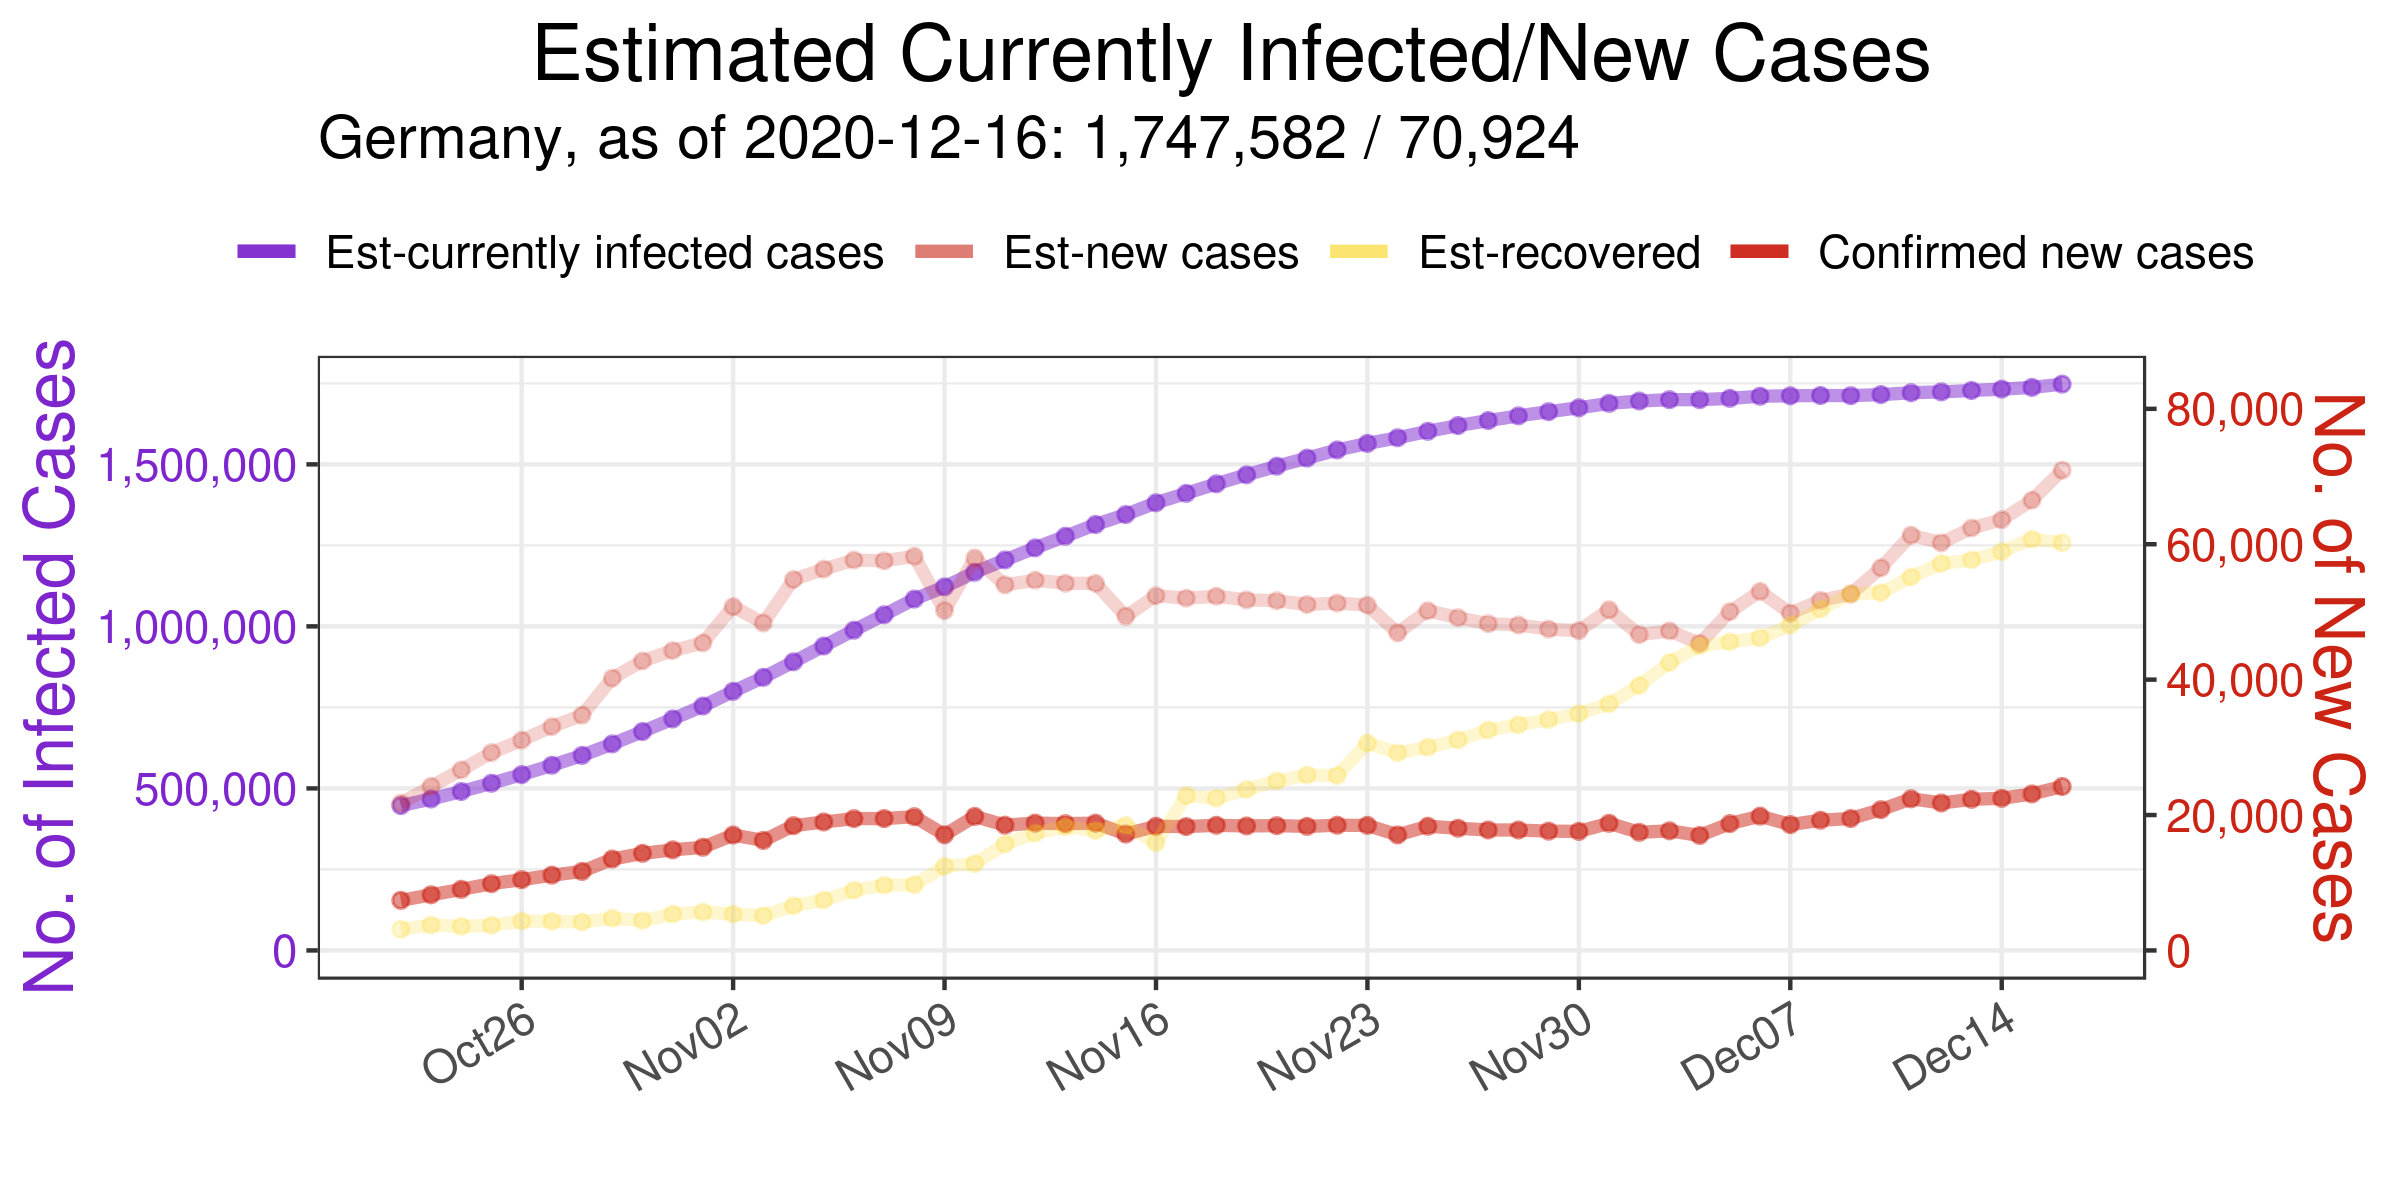 Estimated Currently Infected/New Cases
Germany, as of 2020-12-16: 1,747,582 / 70,924
Est-currently infected cases Est-new cases Est-recovered Confirmed new cases
No. of Infected Cases
1,500,000
1,000,000
500,000
0
80,000
60,000
40,000
20,000
0
No. of New Cases
Oct26 Nov02 Nov09 Nov16 Nov23 Nov30 Dec07 Dec14